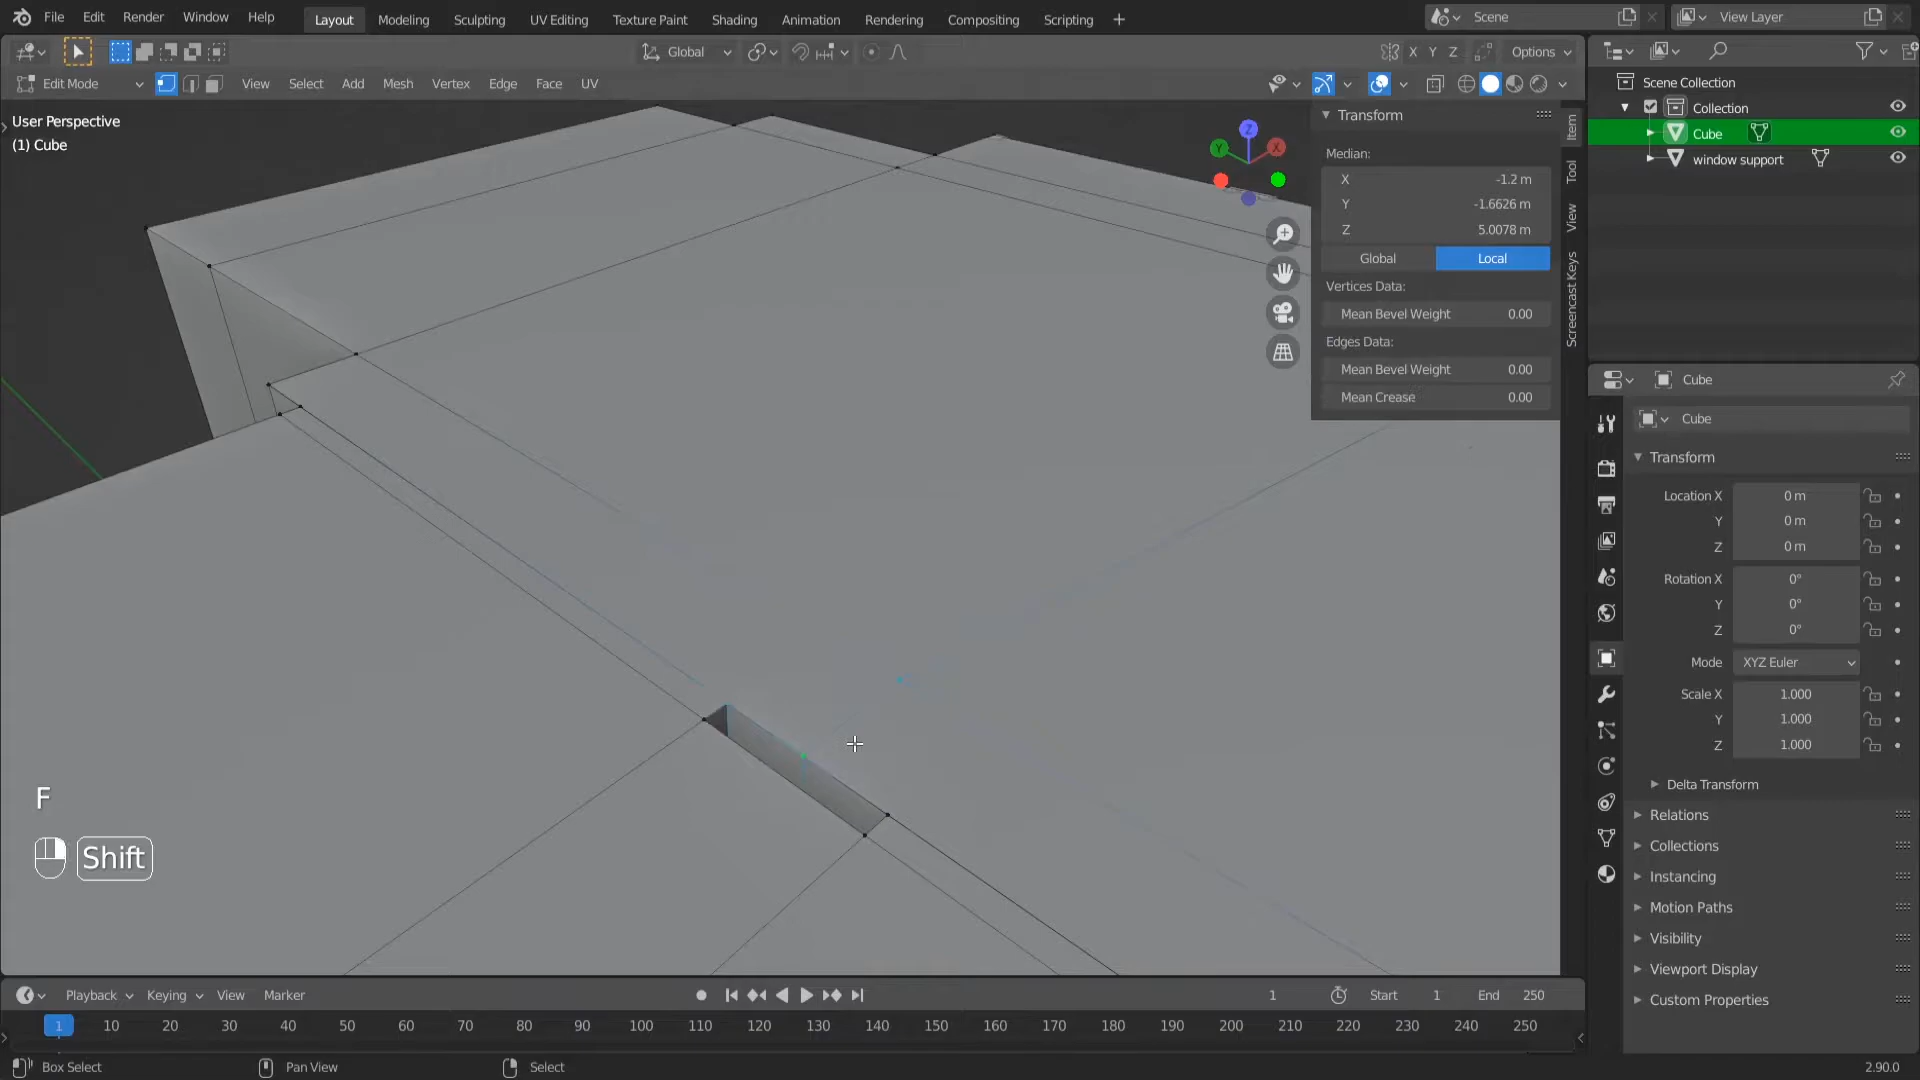 File Edit Render Window Help Layout Modeling Sculpting UV Editing Texture Paint Shading Animation Rendering Compositing Scripting + Scene View Layer
Global X Y Z Options
Edit Mode View Select Add Mesh Vertex Edge Face UV
User Perspective
(1) Cube
Transform
Median:
X -1.2 m
Y -1.6626 m
Z 5.0078 m
Global Local
Vertices Data:
Mean Bevel Weight 0.00
Edges Data:
Mean Bevel Weight 0.00
Mean Crease 0.00
Item
Tool
View
Screencast Keys
Z
Y
X
Scene Collection
Collection
Cube
window support
Cube
Cube
Transform
Location X 0 m
Y 0 m
Z 0 m
Rotation X 0°
Y 0°
Z 0°
Mode XYZ Euler
Scale X 1.000
Y 1.000
Z 1.000
Delta Transform
Relations
Collections
Instancing
Motion Paths
Visibility
Viewport Display
Custom Properties
F
Shift
Playback Keying View Marker 1 Start 1 End 250
1 10 20 30 40 50 60 70 80 90 100 110 120 130 140 150 160 170 180 190 200 210 220 230 240 250
Box Select Pan View Select 2.90.0